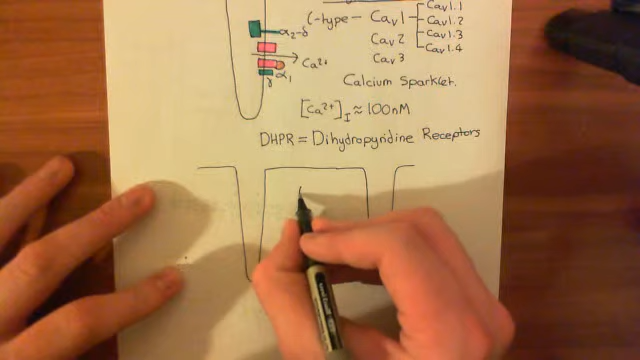 L-type - Cav1 Cav1.1
Cav1.2
Cav1.3
Cav1.4
Cav2
Cav3
α2-δ
Ca2+
α1
γ
Calcium Sparklet.
[Ca2+]I ≈ 100nM
DHPR = Dihydropyridine Receptors